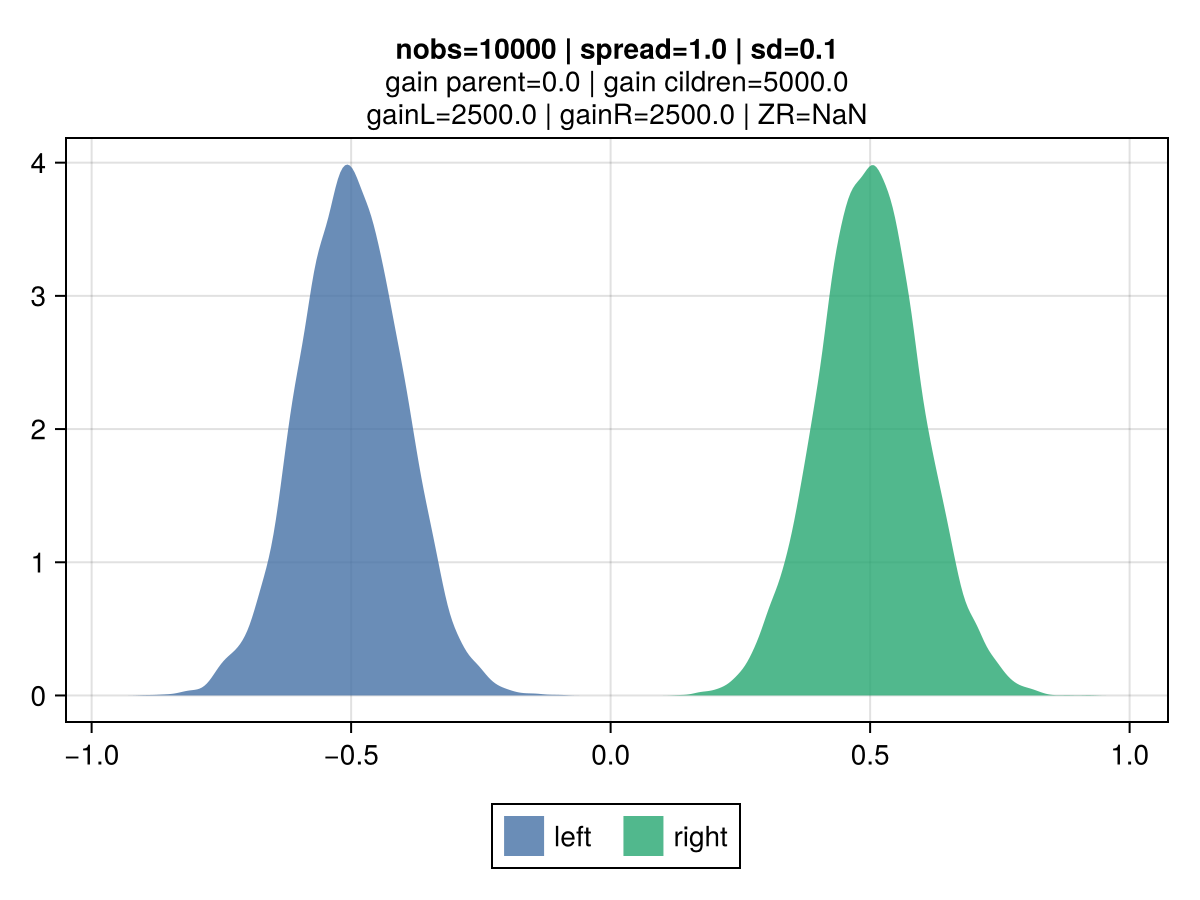 nobs=10000 | spread=1.0 | sd=0.1
gain parent=0.0 | gain cildren=5000.0
gainL=2500.0 | gainR=2500.0 | ZR=NaN
4
3
2
1
0
−1.0 −0.5 0.0 0.5 1.0
left right